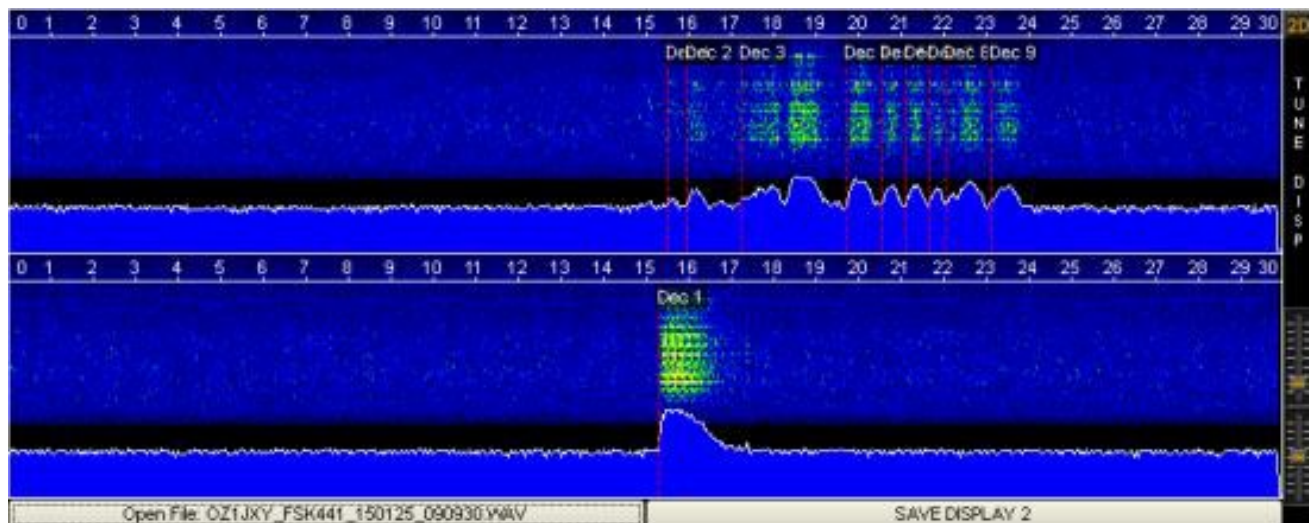 0 1 2 3 4 5 6 7 8 9 10 11 12 13 14 15 16 17 18 19 20 21 22 23 24 25 26 27 28 29 30 2D
Dec 2 Dec 3 Dec Dec 9
TUNE DISP
0 1 2 3 4 5 6 7 8 9 10 11 12 13 14 15 16 17 18 19 20 21 22 23 24 25 26 27 28 29 30
Dec 1
Open File: OZ1JXY_FSK441_150125_090930.WAV SAVE DISPLAY 2